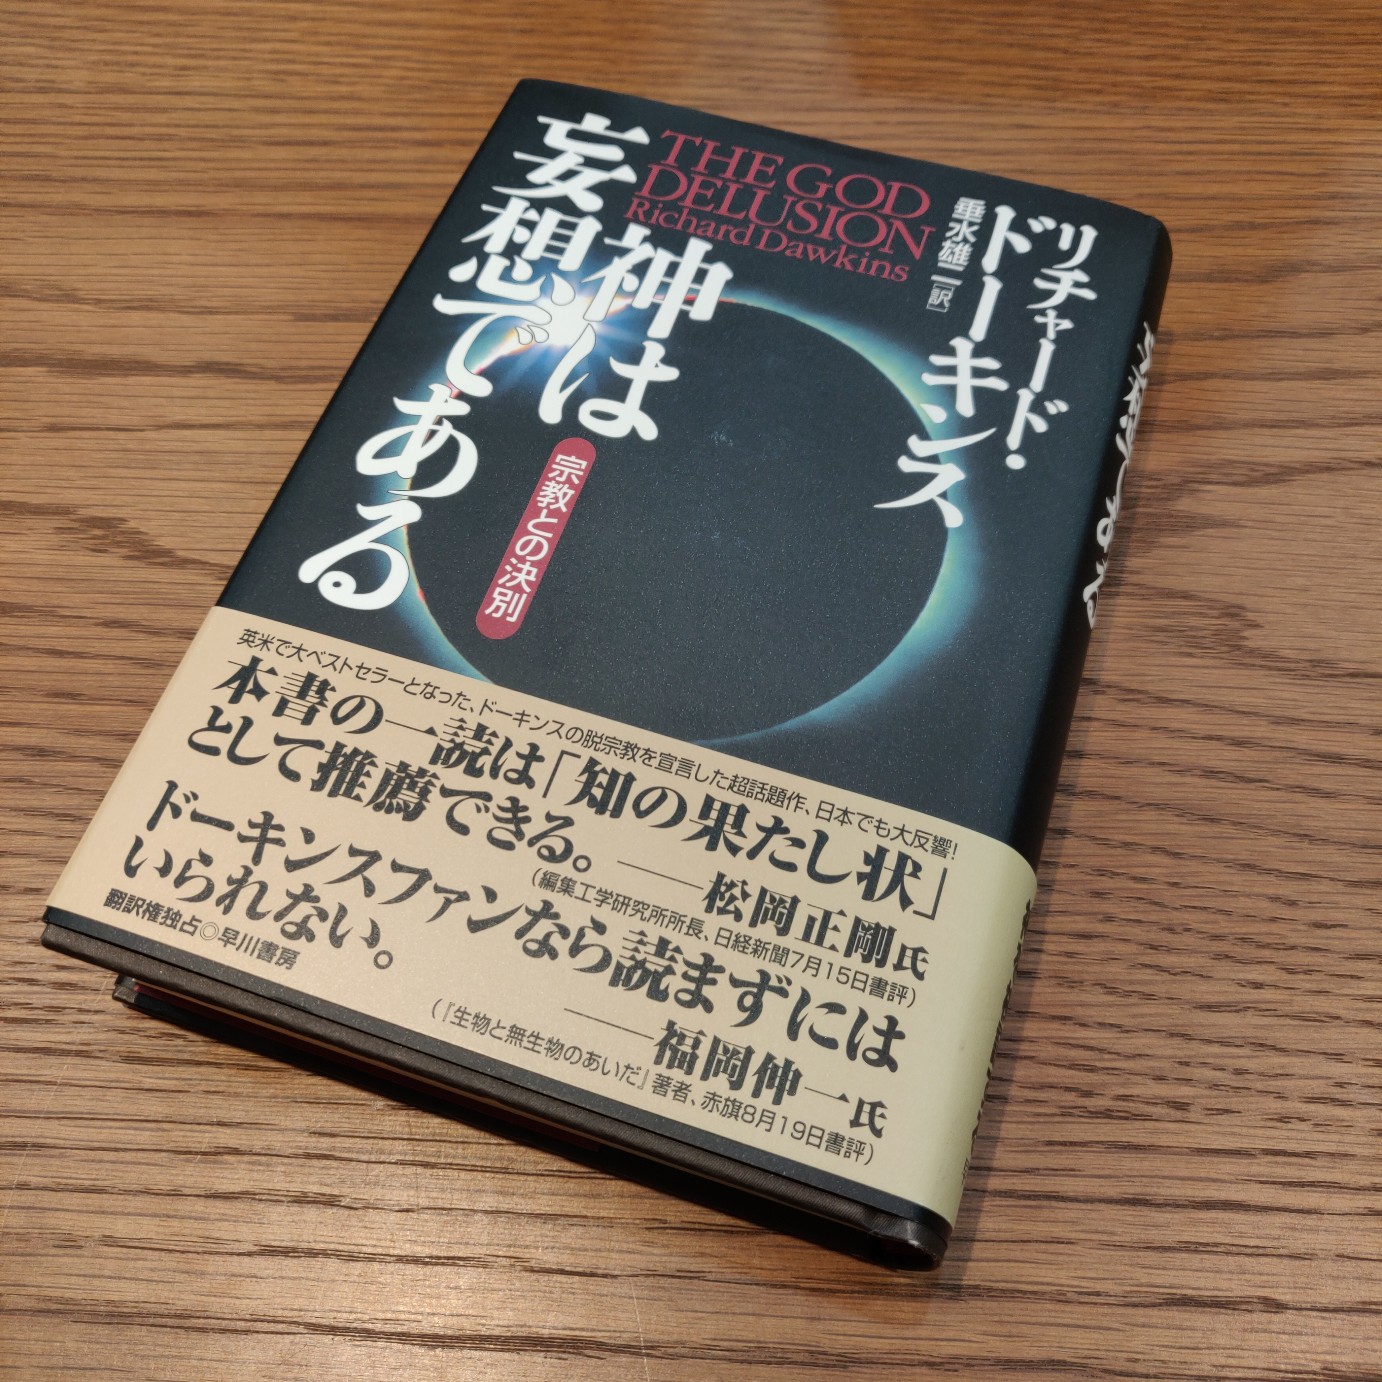 リチャード・
ドーキンス
垂水雄二[訳]
THE GOD
DELUSION
Richard Dawkins
神は
妄想である
宗教との決別
英米で大ベストセラーとなった、ドーキンスの脱宗教を宣言した超話題作、日本でも大反響!
本書の一読は「知の果たし状」
として推薦できる。――松岡正剛氏
(編集工学研究所所長、日経新聞7月15日書評)
ドーキンスファンなら読まずには
いられない。――福岡伸一氏
(『生物と無生物のあいだ』著者、赤旗8月19日書評)
翻訳権独占◎早川書房